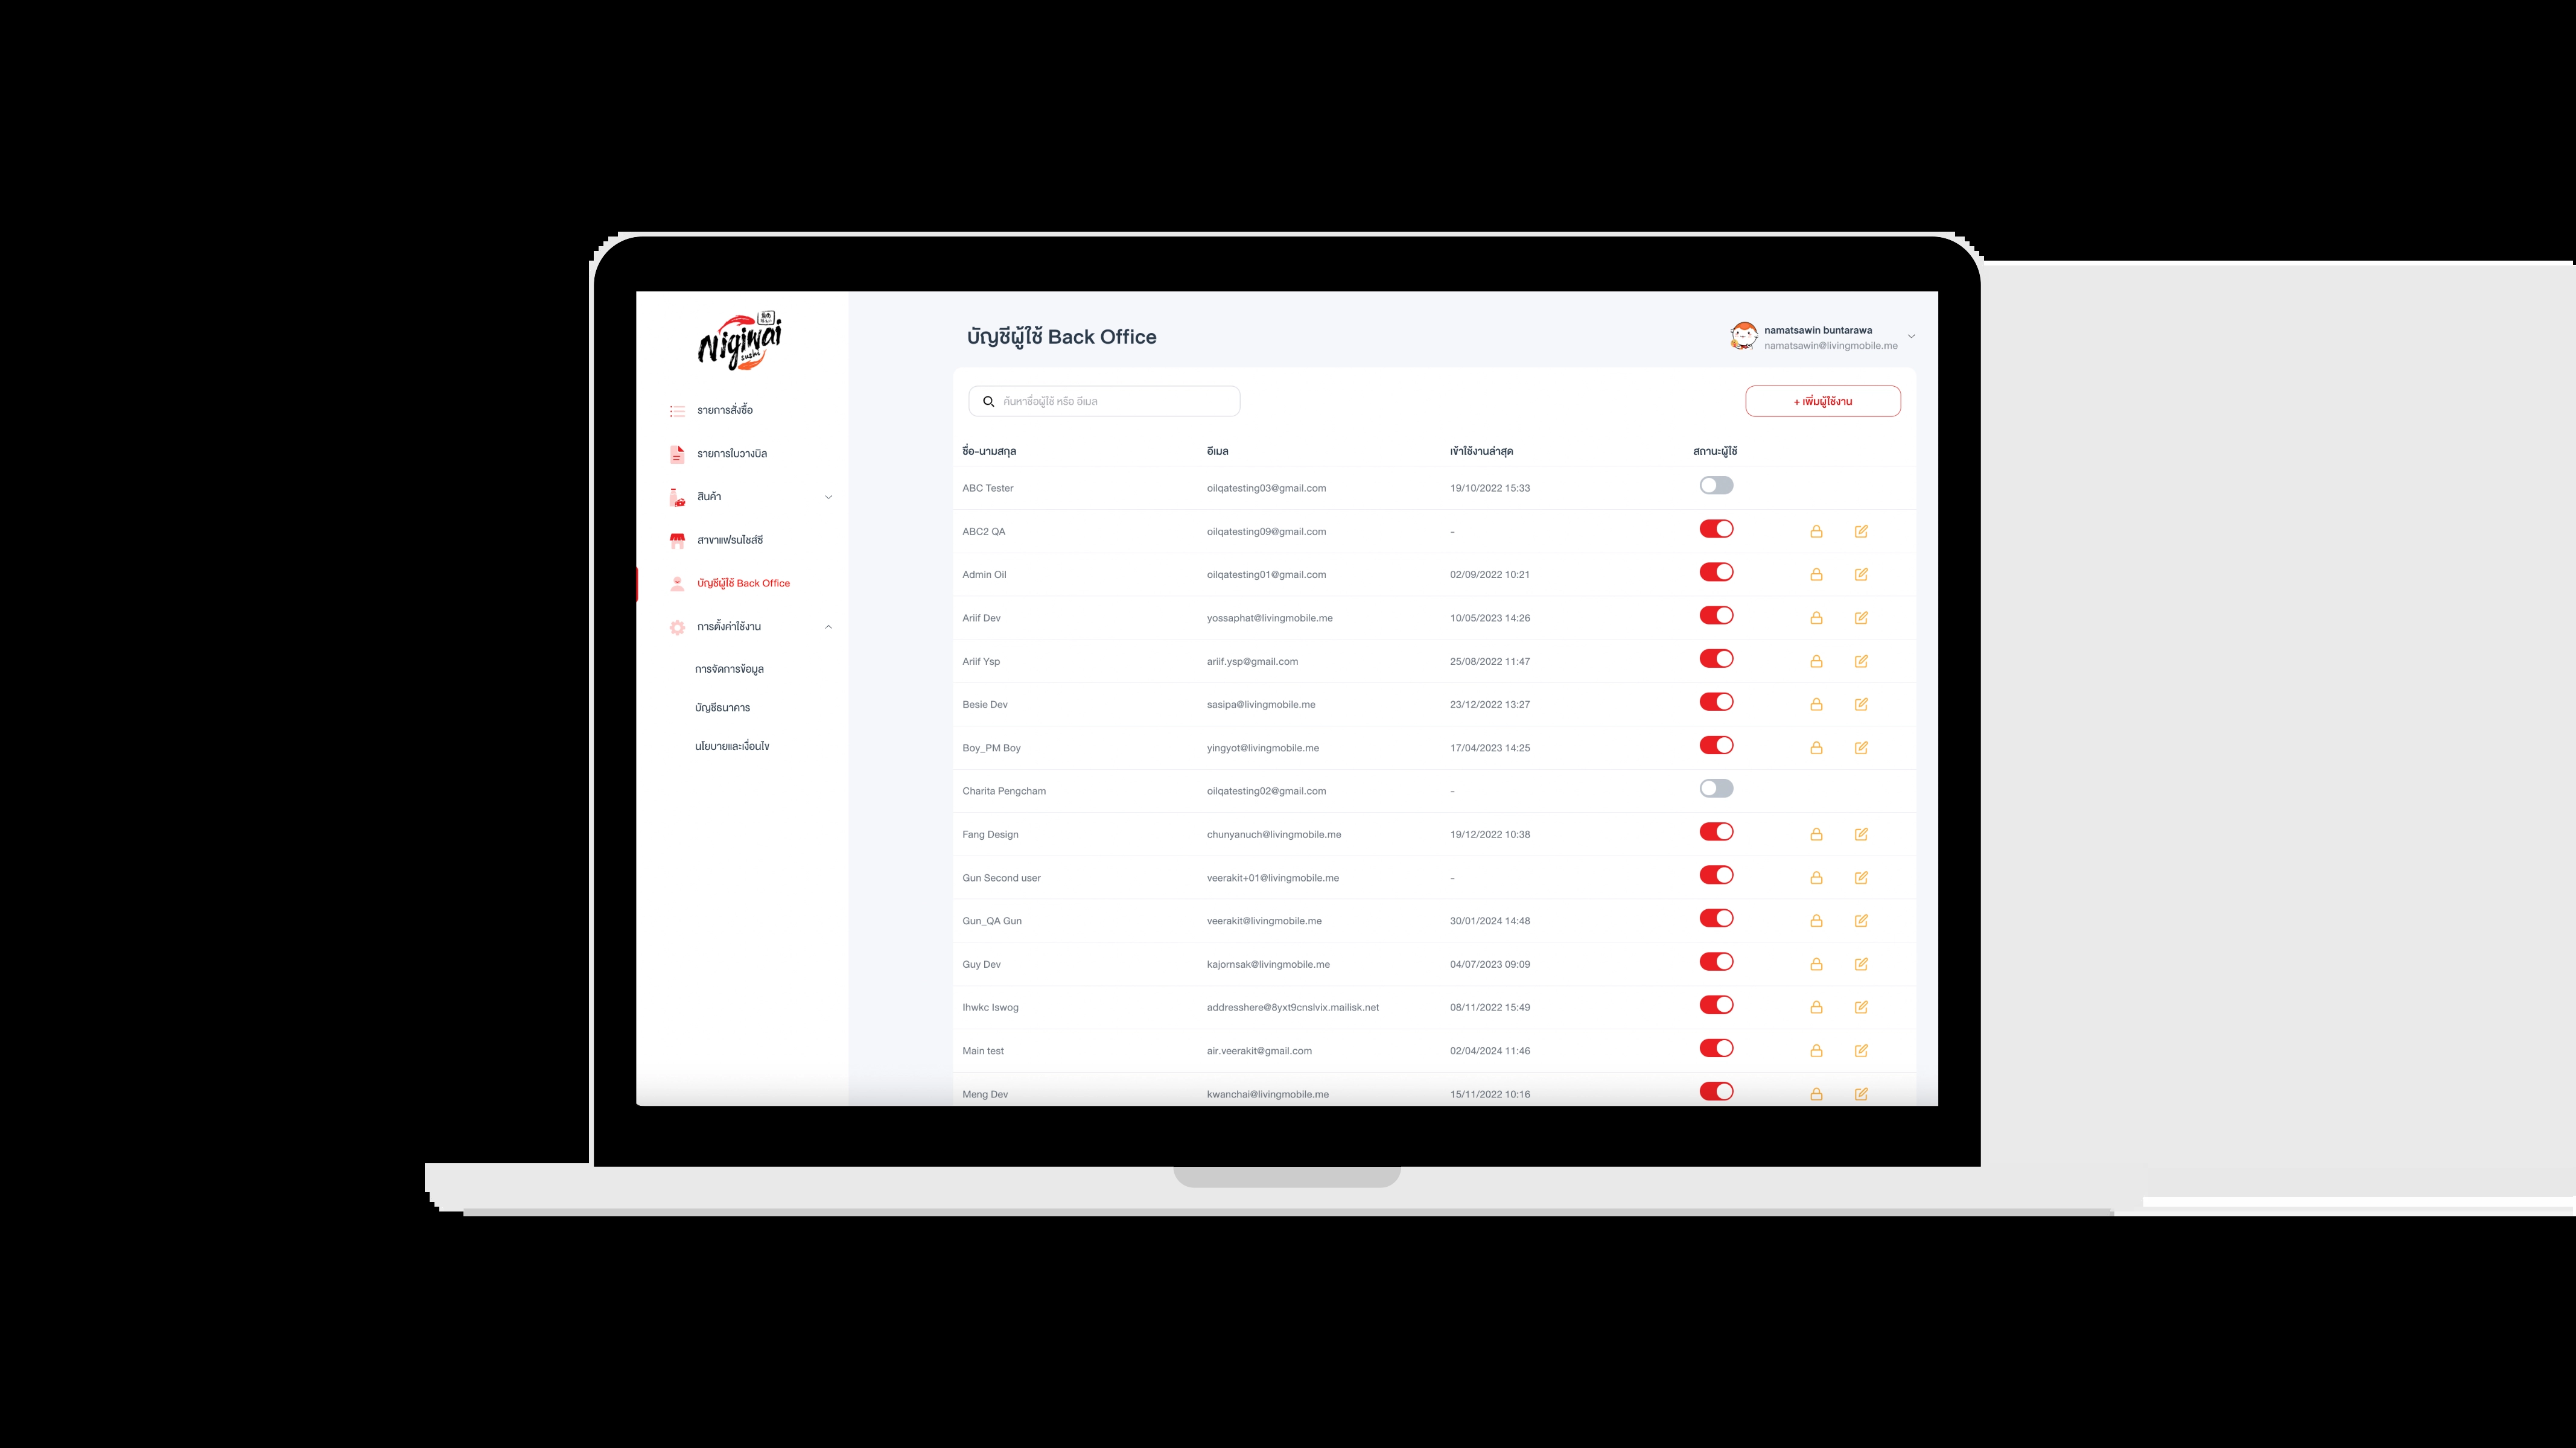 Nigiwai
sushi
รายการสั่งซื้อ
รายการใบวางบิล
สินค้า
สาขาแฟรนไชส์ซี
บัญชีผู้ใช้ Back Office
การตั้งค่าใช้งาน
การจัดการข้อมูล
บัญชีธนาคาร
นโยบายและเงื่อนไข
บัญชีผู้ใช้ Back Office
namatsawin buntarawa
namatsawin@livingmobile.me
ค้นหาชื่อผู้ใช้ หรือ อีเมล
+ เพิ่มผู้ใช้งาน
ชื่อ-นามสกุล อีเมล เข้าใช้งานล่าสุด สถานะผู้ใช้
ABC Tester oilqatesting03@gmail.com 19/10/2022 15:33
ABC2 QA oilqatesting09@gmail.com -
Admin Oil oilqatesting01@gmail.com 02/09/2022 10:21
Ariif Dev yossaphat@livingmobile.me 10/05/2023 14:26
Ariif Ysp ariif.ysp@gmail.com 25/08/2022 11:47
Besie Dev sasipa@livingmobile.me 23/12/2022 13:27
Boy_PM Boy yingyot@livingmobile.me 17/04/2023 14:25
Charita Pengcham oilqatesting02@gmail.com -
Fang Design chunyanuch@livingmobile.me 19/12/2022 10:38
Gun Second user veerakit+01@livingmobile.me -
Gun_QA Gun veerakit@livingmobile.me 30/01/2024 14:48
Guy Dev kajornsak@livingmobile.me 04/07/2023 09:09
Ihwkc Iswog addresshere@8yxt9cnslvix.mailisk.net 08/11/2022 15:49
Main test air.veerakit@gmail.com 02/04/2024 11:46
Meng Dev kwanchai@livingmobile.me 15/11/2022 10:16